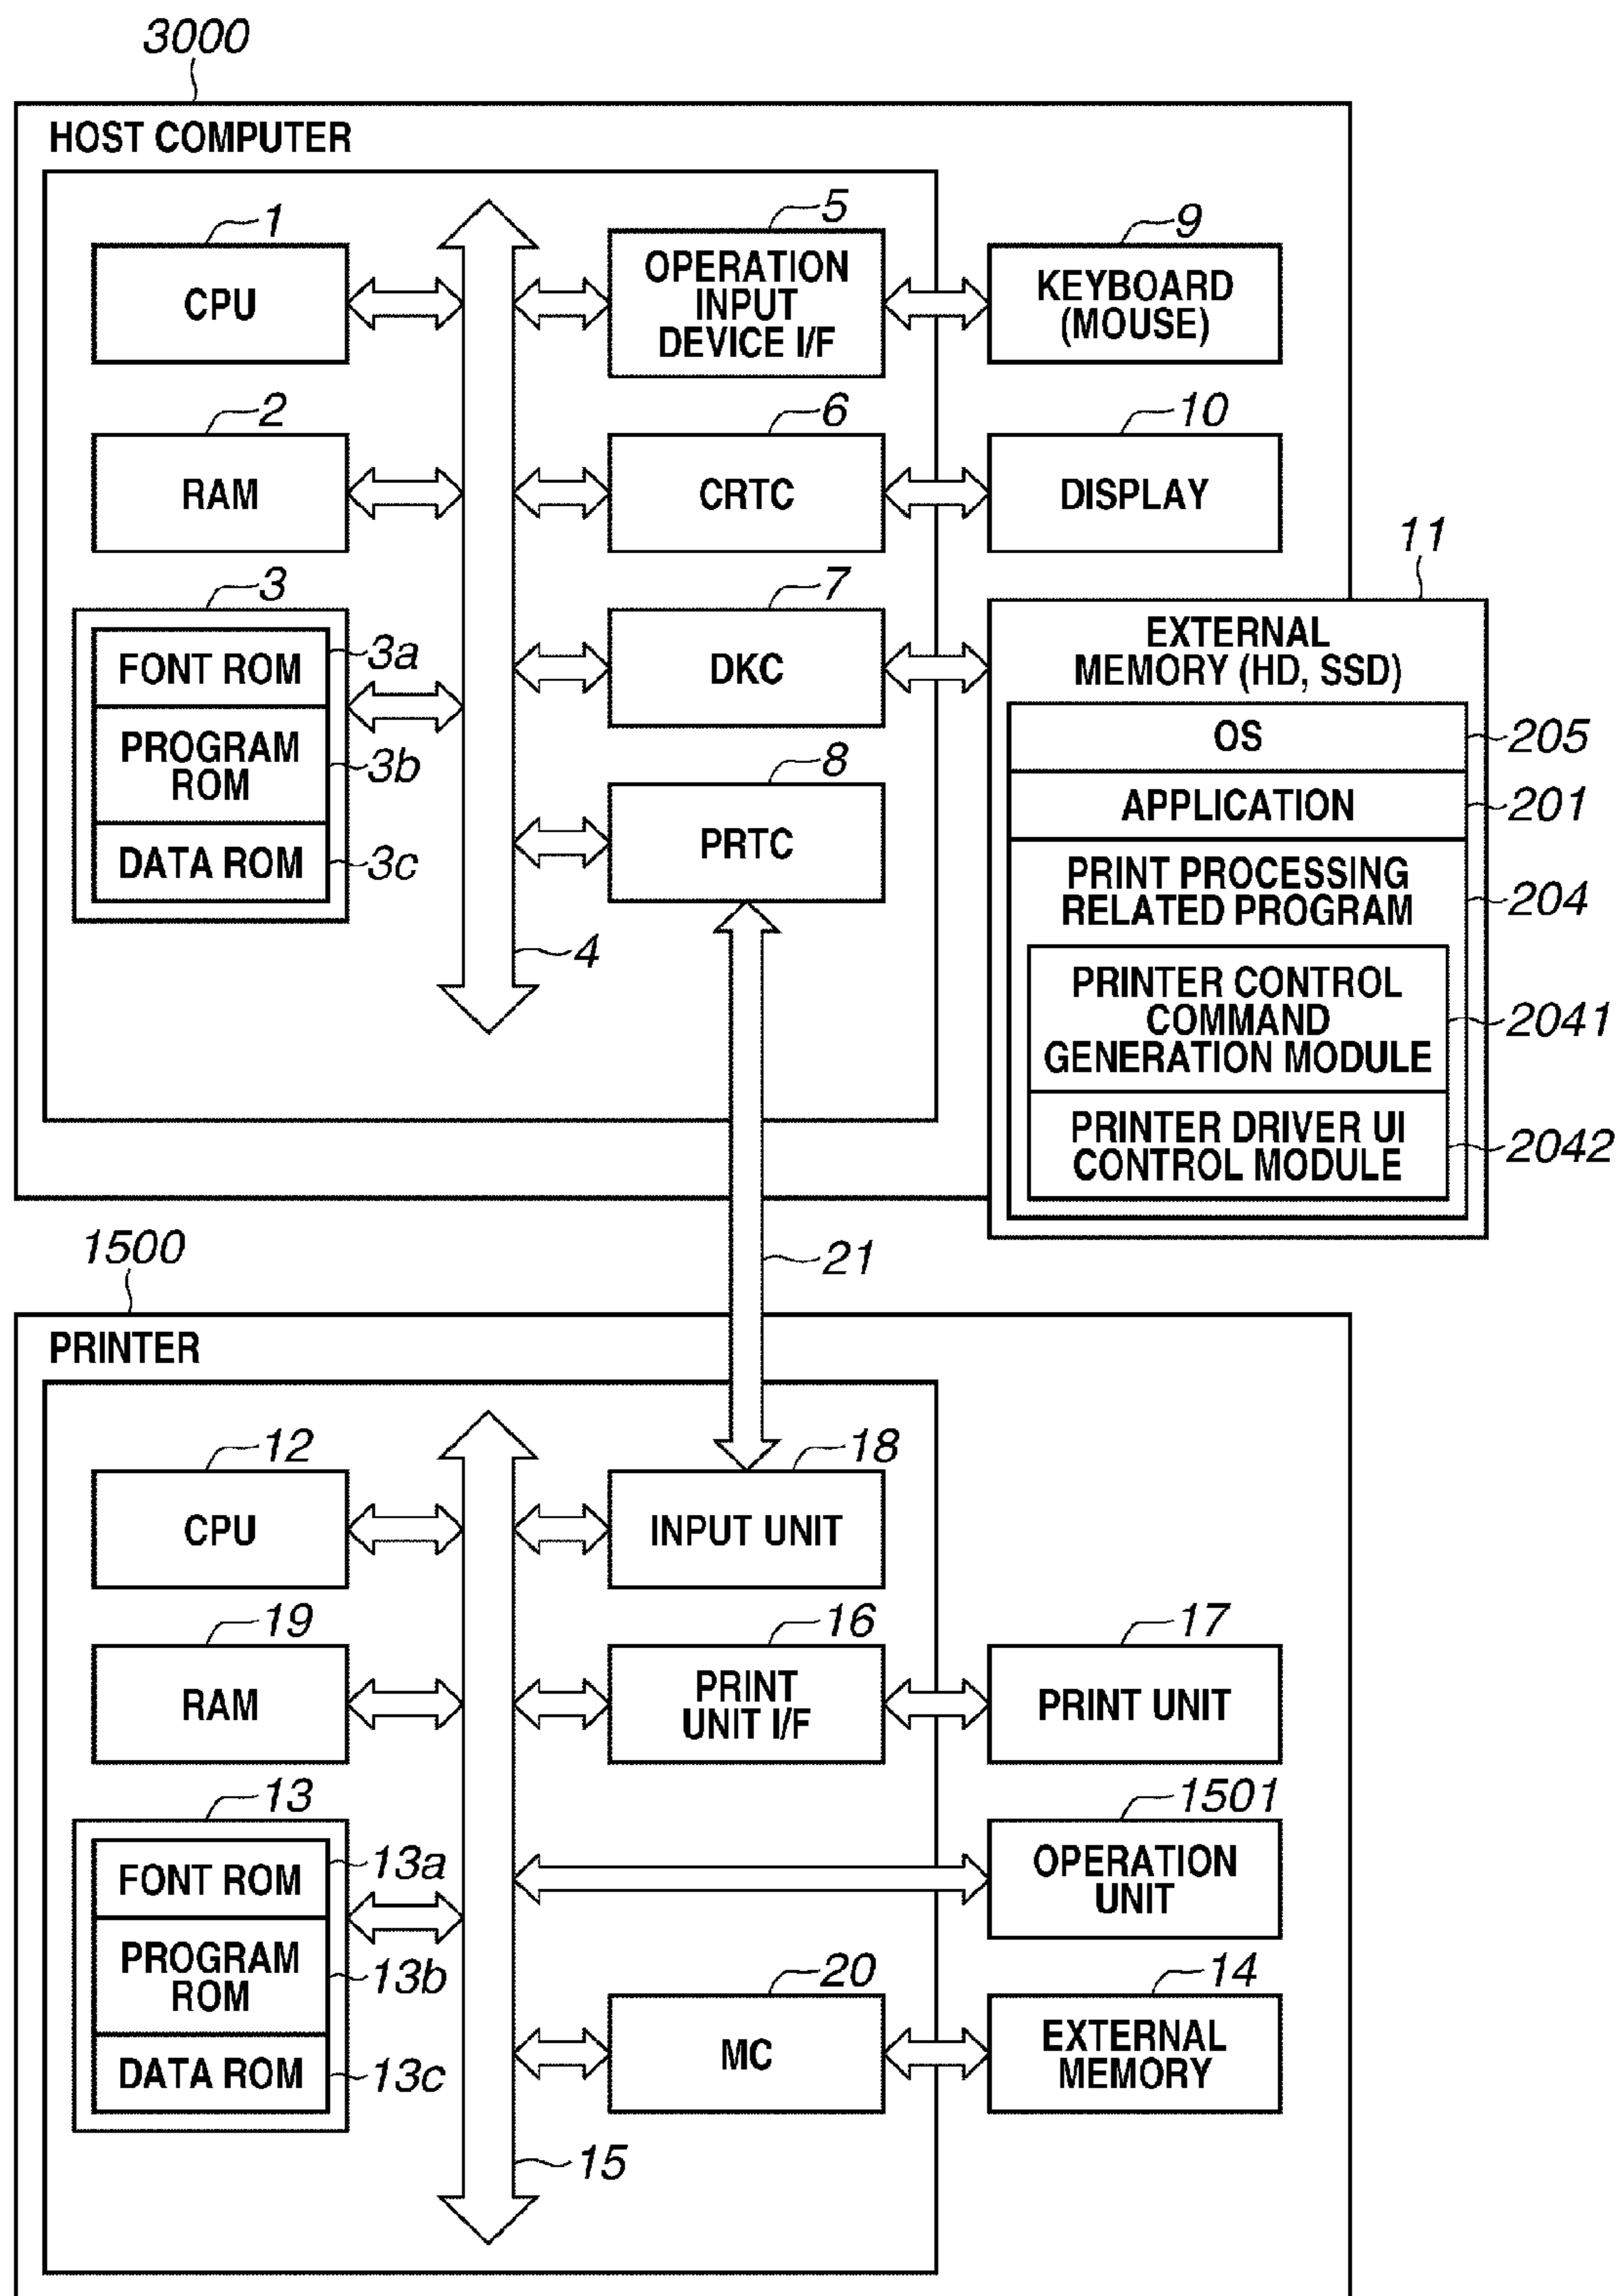 3000
HOST COMPUTER
1
CPU
5
OPERATION
INPUT
DEVICE I/F
9
KEYBOARD
(MOUSE)
2
RAM
6
CRTC
10
DISPLAY
3
FONT ROM
3a
PROGRAM
ROM
3b
DATA ROM
3c
7
DKC
11
EXTERNAL
MEMORY (HD, SSD)
OS
205
APPLICATION
201
PRINT PROCESSING
RELATED PROGRAM
204
PRINTER CONTROL
COMMAND
GENERATION MODULE
2041
PRINTER DRIVER UI
CONTROL MODULE
2042
8
PRTC
4
21
1500
PRINTER
12
CPU
18
INPUT UNIT
19
RAM
16
PRINT
UNIT I/F
17
PRINT UNIT
13
FONT ROM
13a
PROGRAM
ROM
13b
DATA ROM
13c
1501
OPERATION
UNIT
20
MC
14
EXTERNAL
MEMORY
15